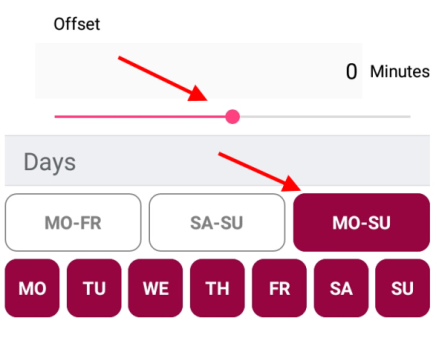 Offset
0 Minutes
Days
MO-FR SA-SU MO-SU
MO TU WE TH FR SA SU